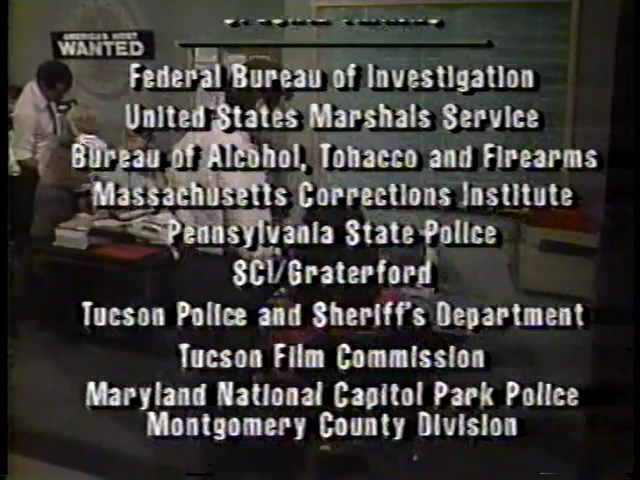 AMERICA'S MOST
WANTED
Federal Bureau of Investigation
United States Marshals Service
Bureau of Alcohol, Tobacco and Firearms
Massachusetts Corrections Institute
Pennsylvania State Police
SCI/Graterford
Tucson Police and Sheriff's Department
Tucson Film Commission
Maryland National Capitol Park Police
Montgomery County Division